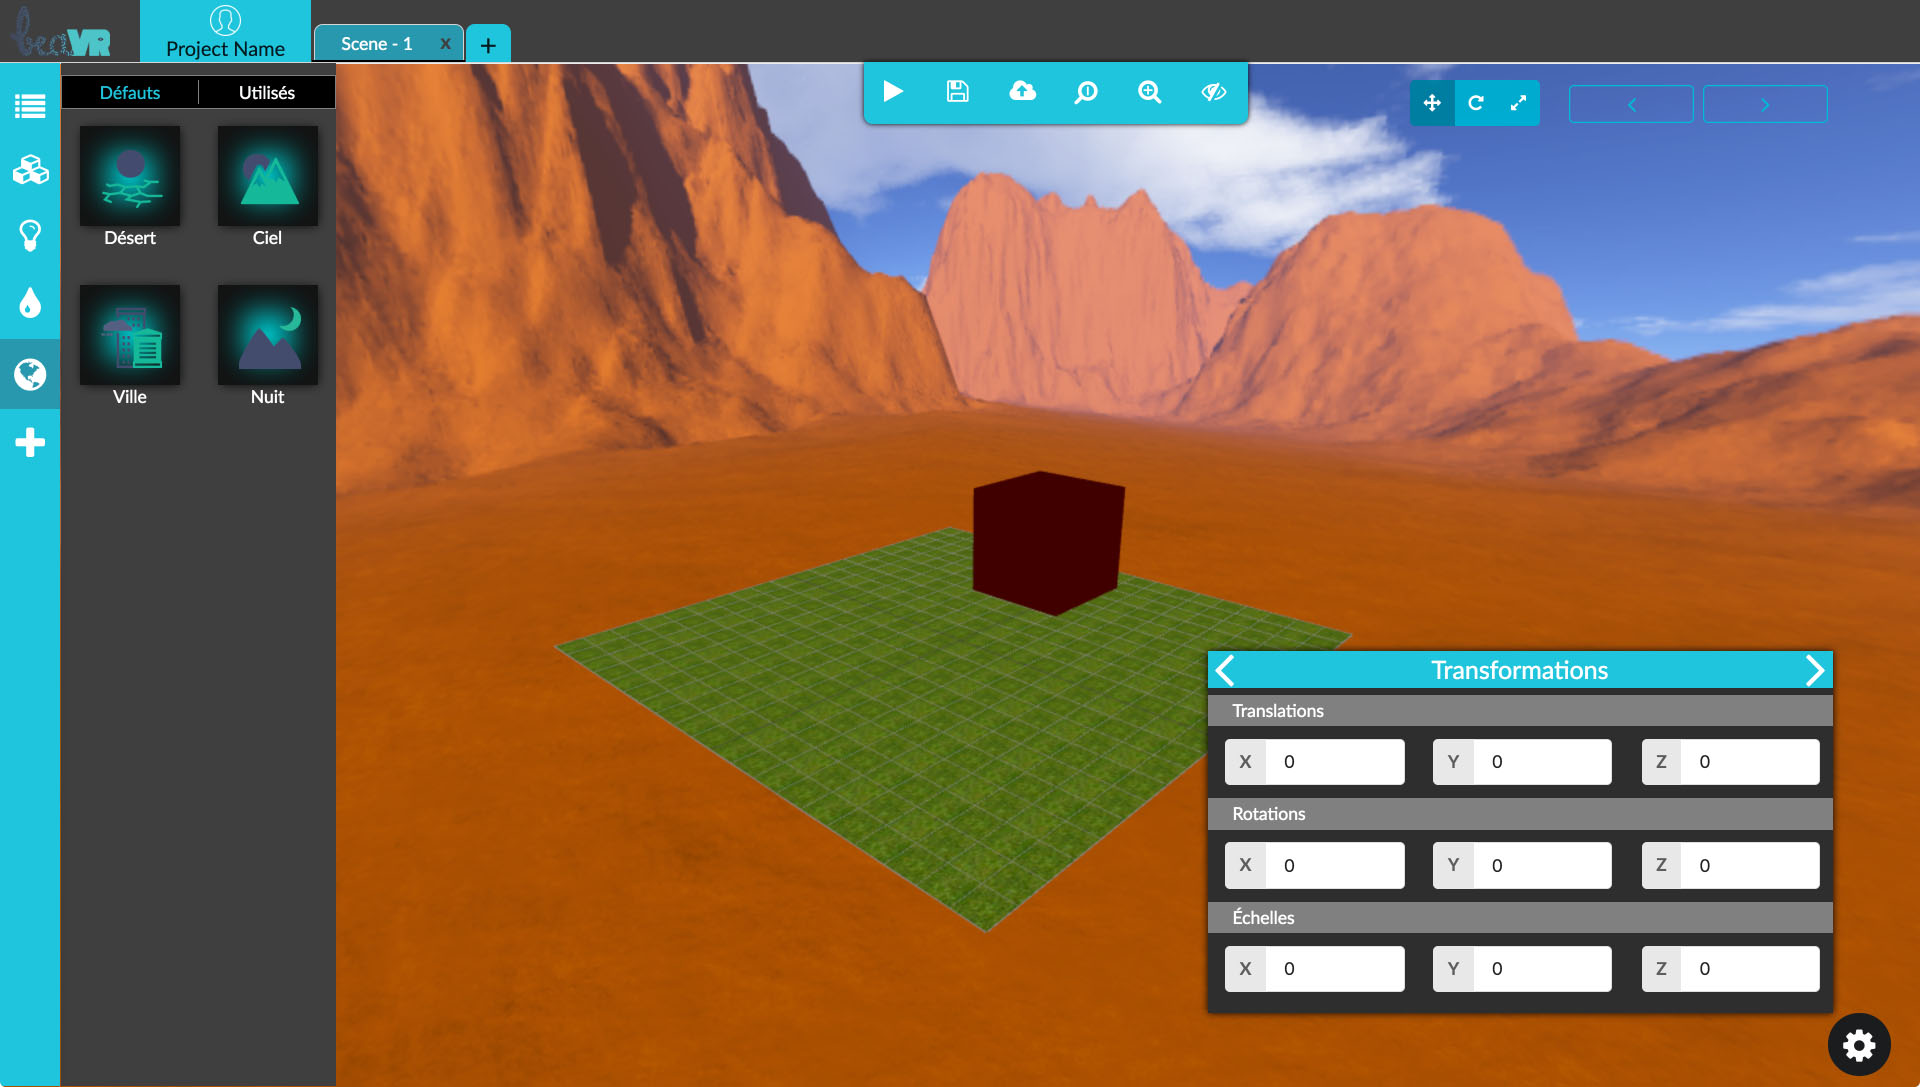 beaVR
Project Name
Scene - 1 x +
Défauts Utilisés
Désert Ciel
Ville Nuit
Transformations
Translations
X 0 Y 0 Z 0
Rotations
X 0 Y 0 Z 0
Échelles
X 0 Y 0 Z 0